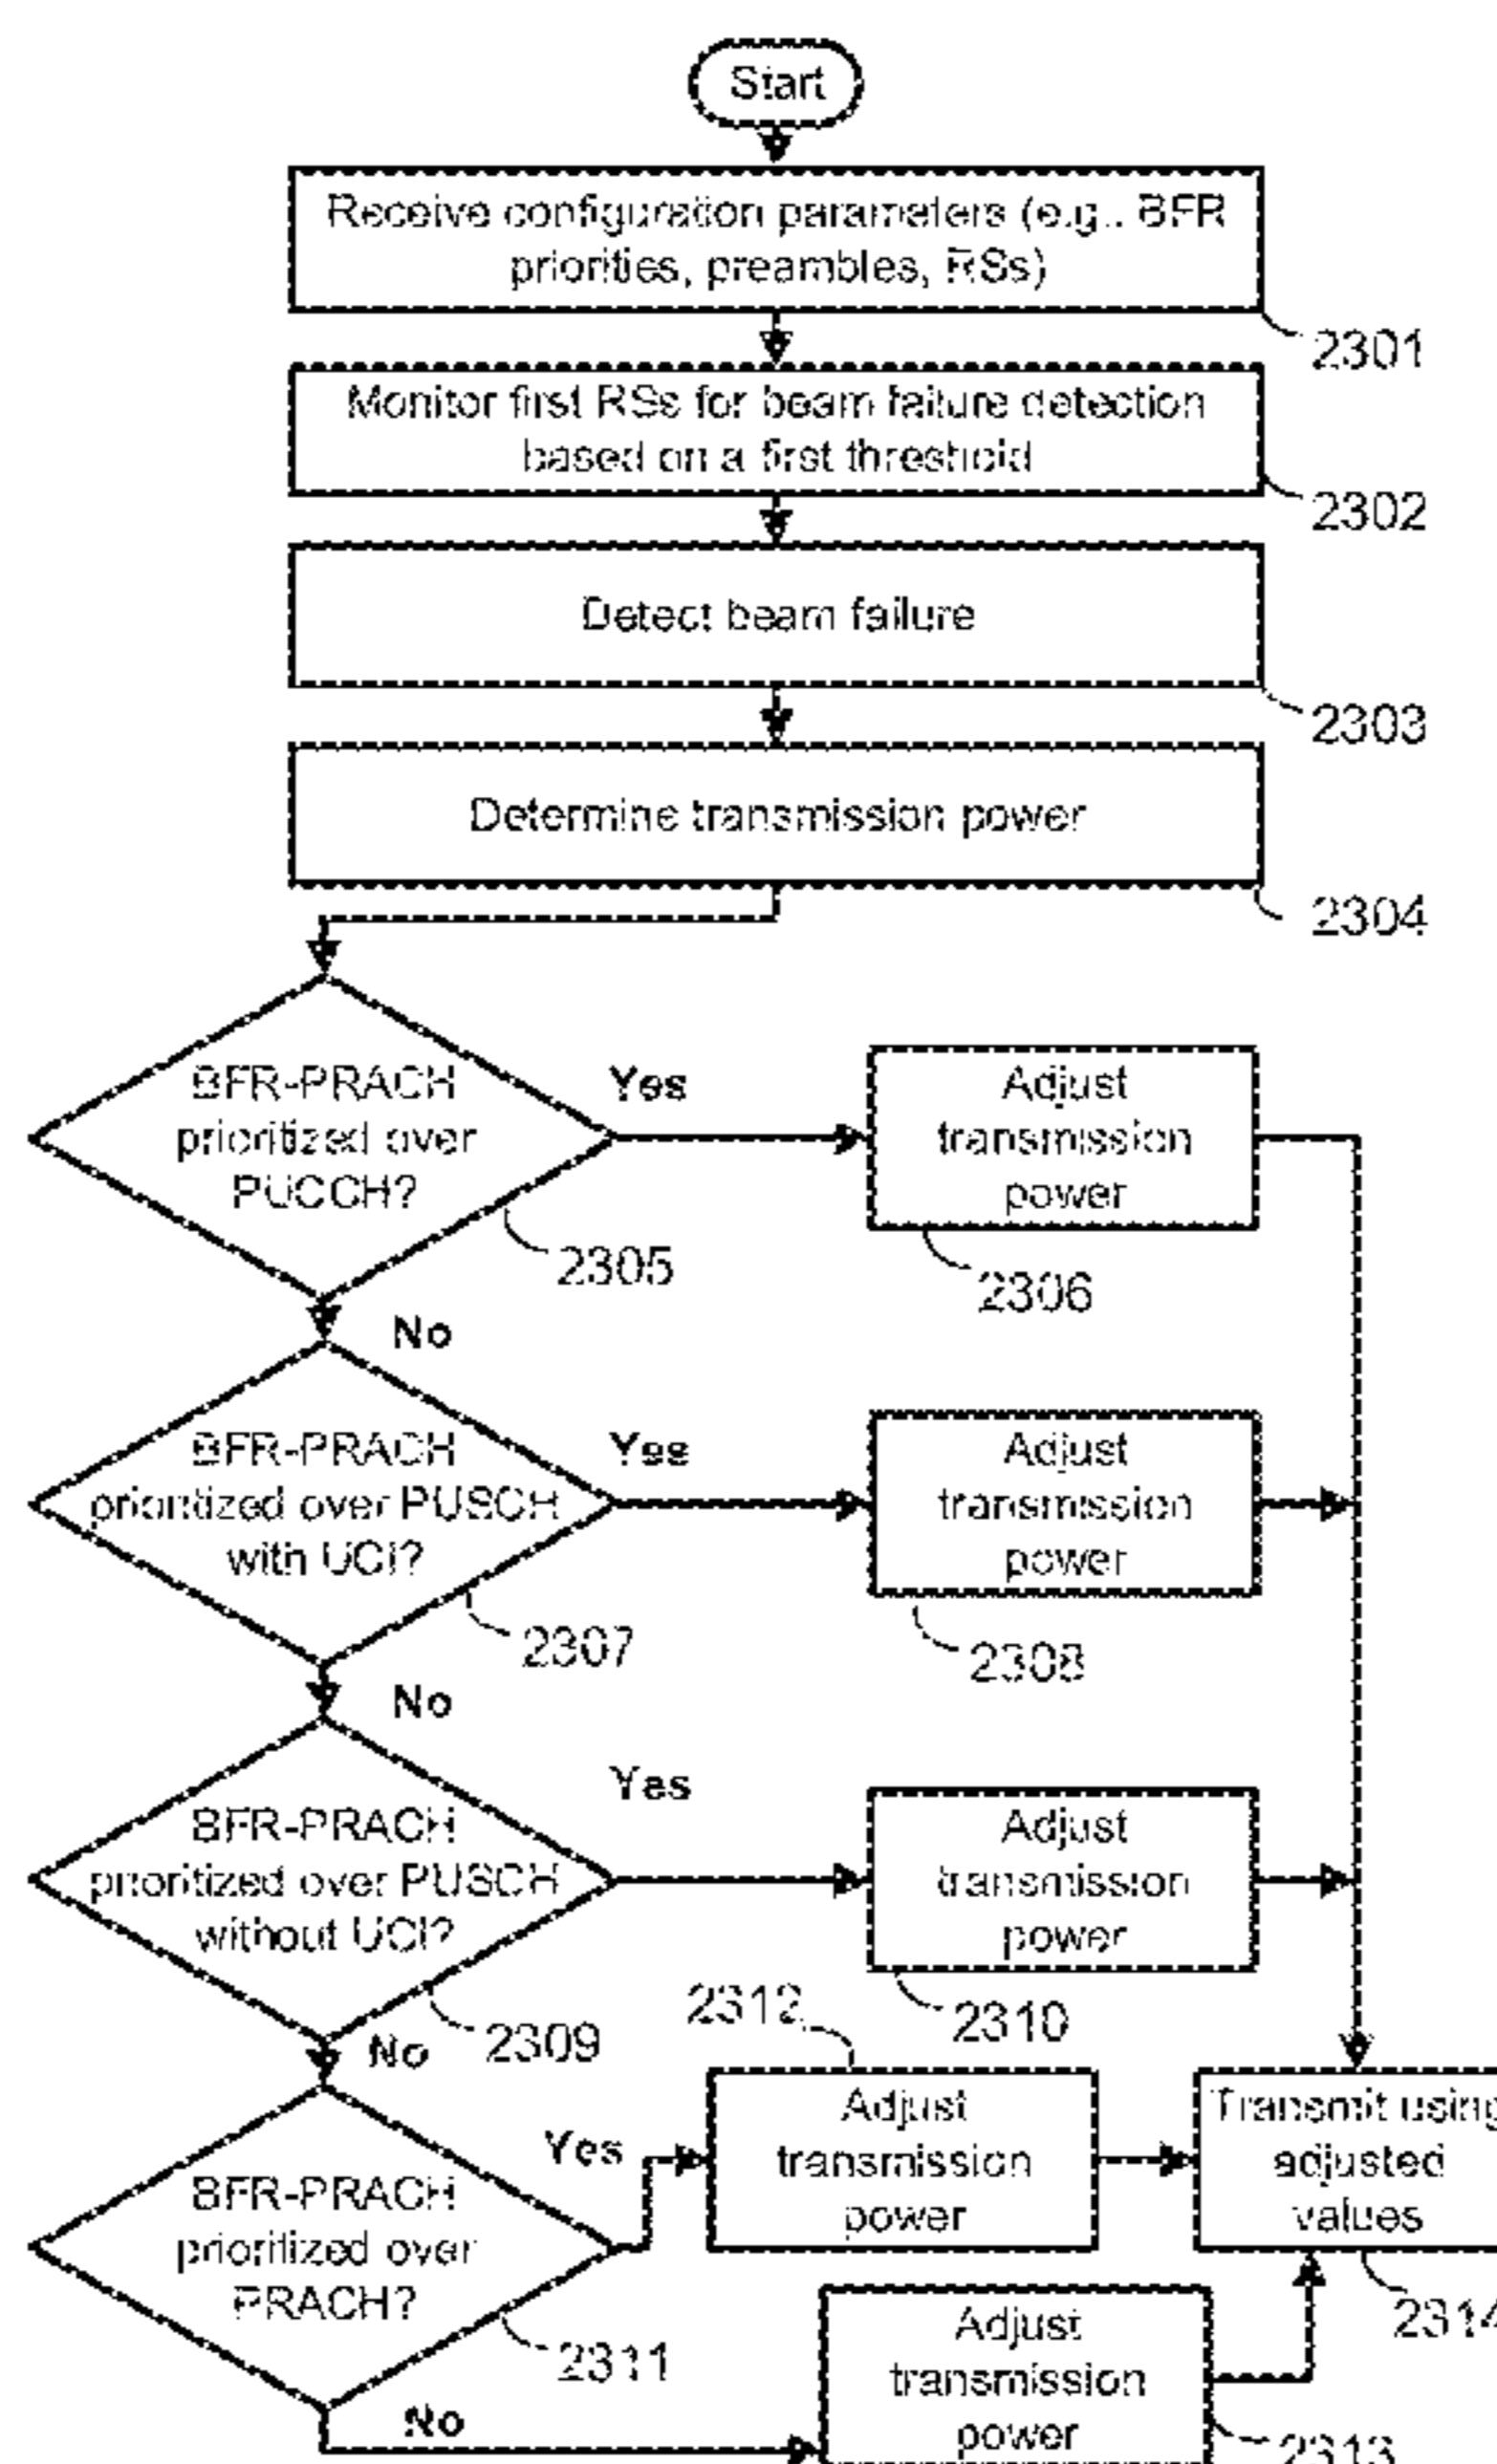 Start
Receive configuration parameters (e.g., BFR
priorities, preambles, RSs)
2301
Monitor first RSs for beam failure detection
based on a first threshold
2302
Detect beam failure
2303
Determine transmission power
2304
BFR-PRACH
prioritized over
PUCCH?
2305
Yes
Adjust
transmission
power
2306
No
BFR-PRACH
prioritized over PUSCH
with UCI?
2307
Yes
Adjust
transmission
power
2308
No
BFR-PRACH
prioritized over PUSCH
without UCI?
2309
Yes
Adjust
transmission
power
2310
No
BFR-PRACH
prioritized over
PRACH?
2311
Yes
2312
Adjust
transmission
power
Transmit using
adjusted
values
2314
No
Adjust
transmission
power
2313